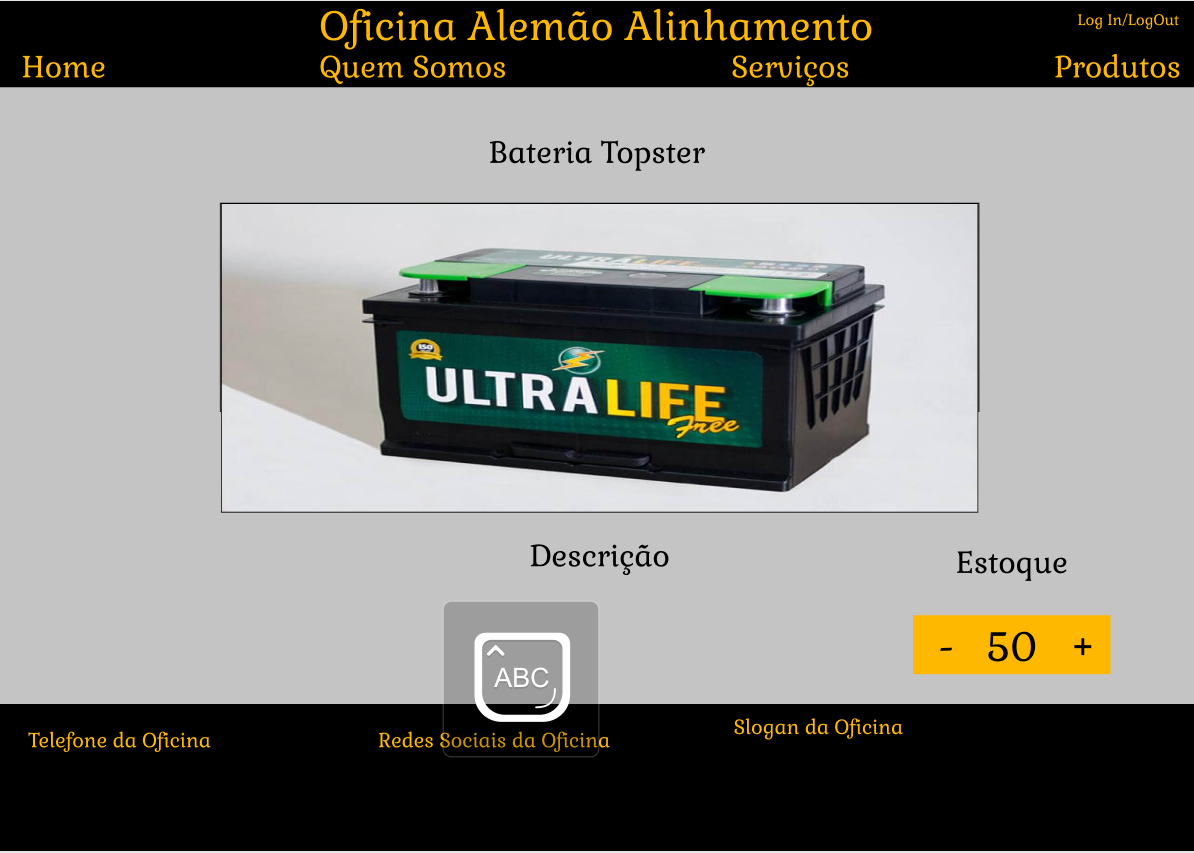 Oficina Alemão Alinhamento
Log In/LogOut
Home
Quem Somos
Serviços
Produtos
Bateria Topster
ULTRALIFE
ISO
ULTRALIFE
Free
Descrição
Estoque
- 50 +
ABC
Telefone da Oficina
Redes Sociais da Oficina
Slogan da Oficina